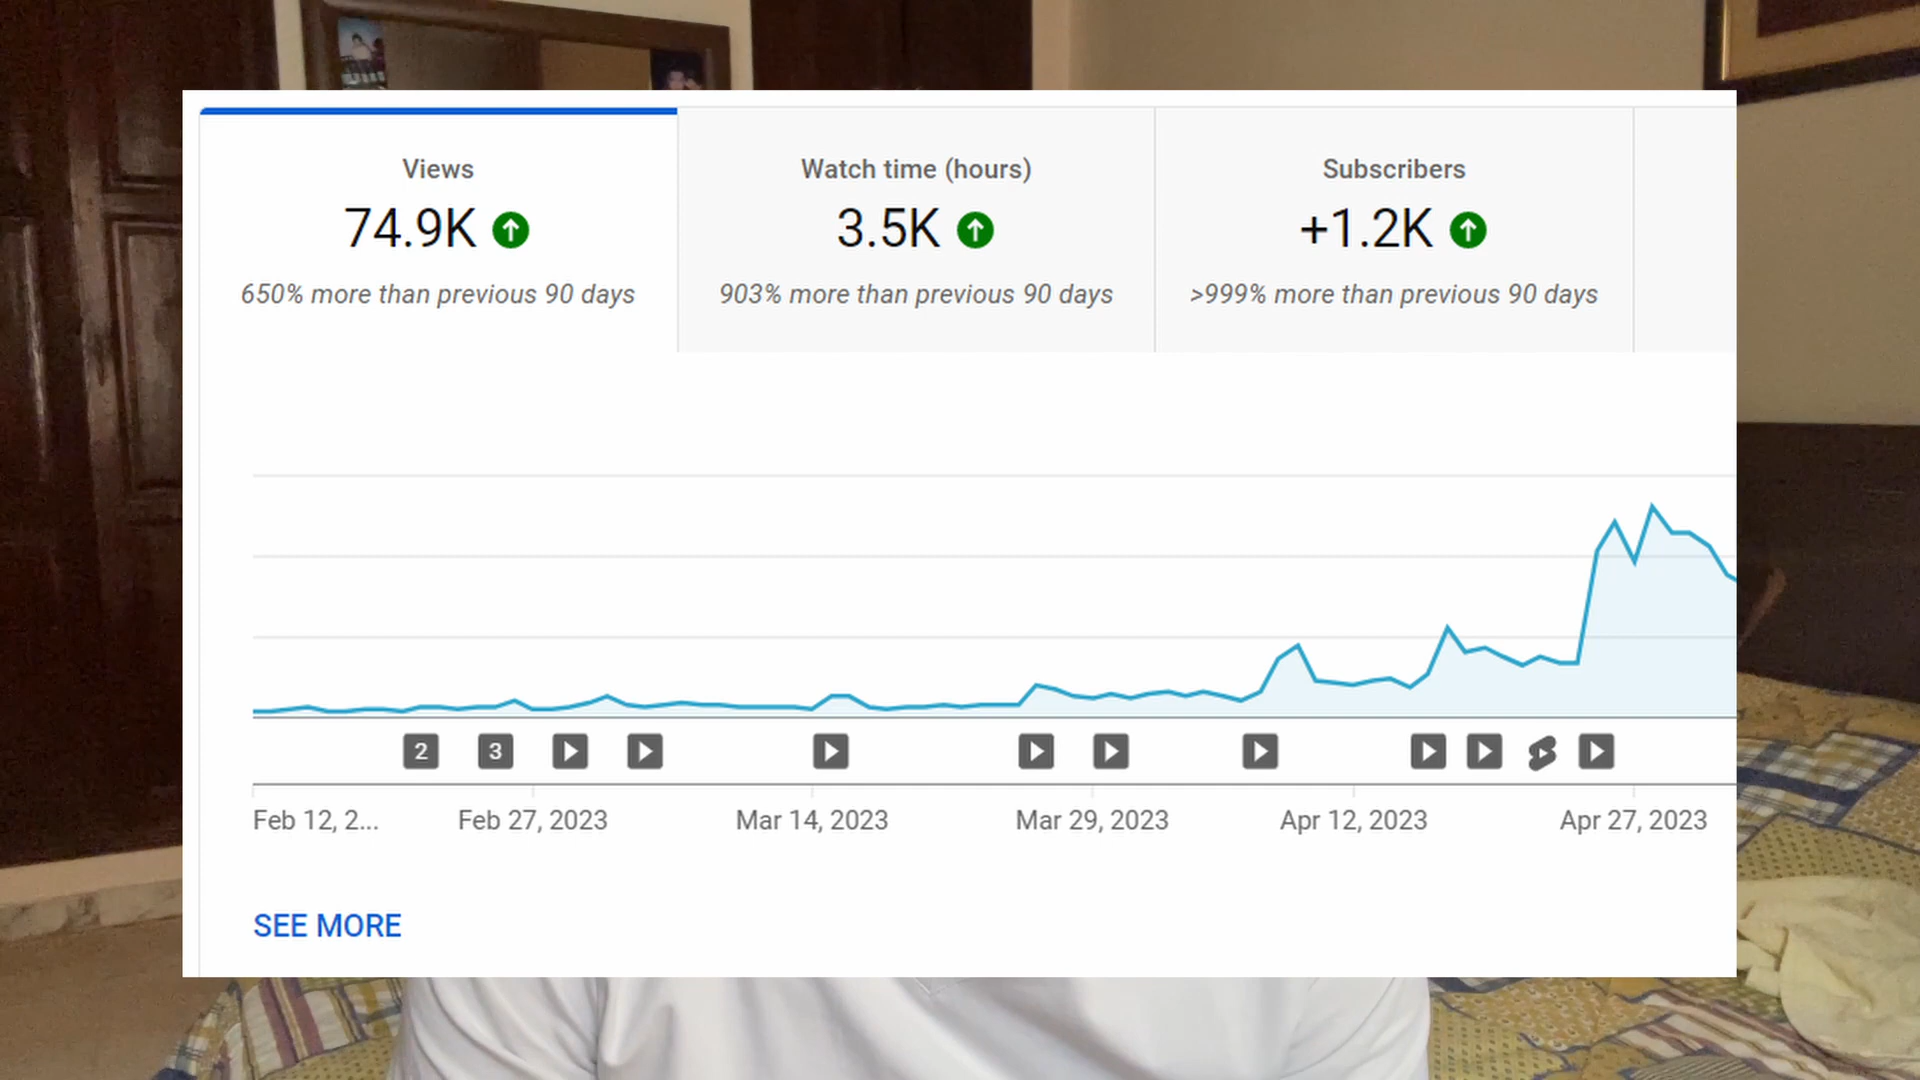 Views
74.9K
650% more than previous 90 days
Watch time (hours)
3.5K
903% more than previous 90 days
Subscribers
+1.2K
>999% more than previous 90 days
2
3
Feb 12, 2...
Feb 27, 2023
Mar 14, 2023
Mar 29, 2023
Apr 12, 2023
Apr 27, 2023
SEE MORE